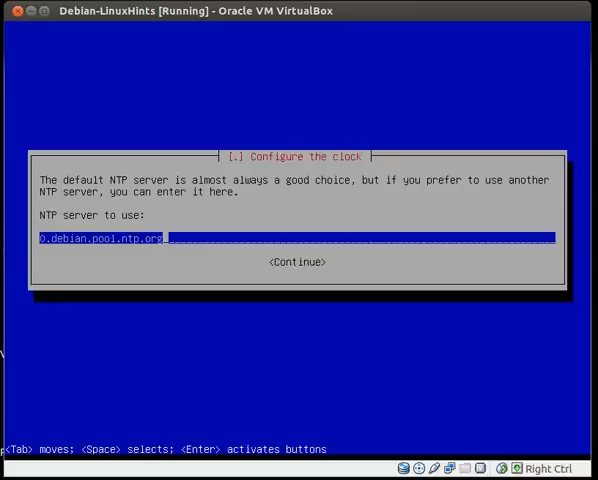 Debian-LinuxHints [Running] - Oracle VM VirtualBox
[.] Configure the clock
The default NTP server is almost always a good choice, but if you prefer to use another
NTP server, you can enter it here.
NTP server to use:
0.debian.pool.ntp.org
<Continue>
<Tab> moves; <Space> selects; <Enter> activates buttons
Right Ctrl